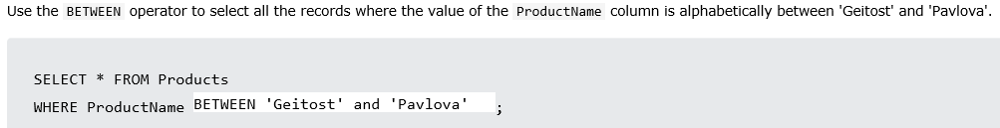 Use the BETWEEN operator to select all the records where the value of the ProductName column is alphabetically between 'Geitost' and 'Pavlova'.
SELECT * FROM Products
WHERE ProductName BETWEEN 'Geitost' and 'Pavlova' ;